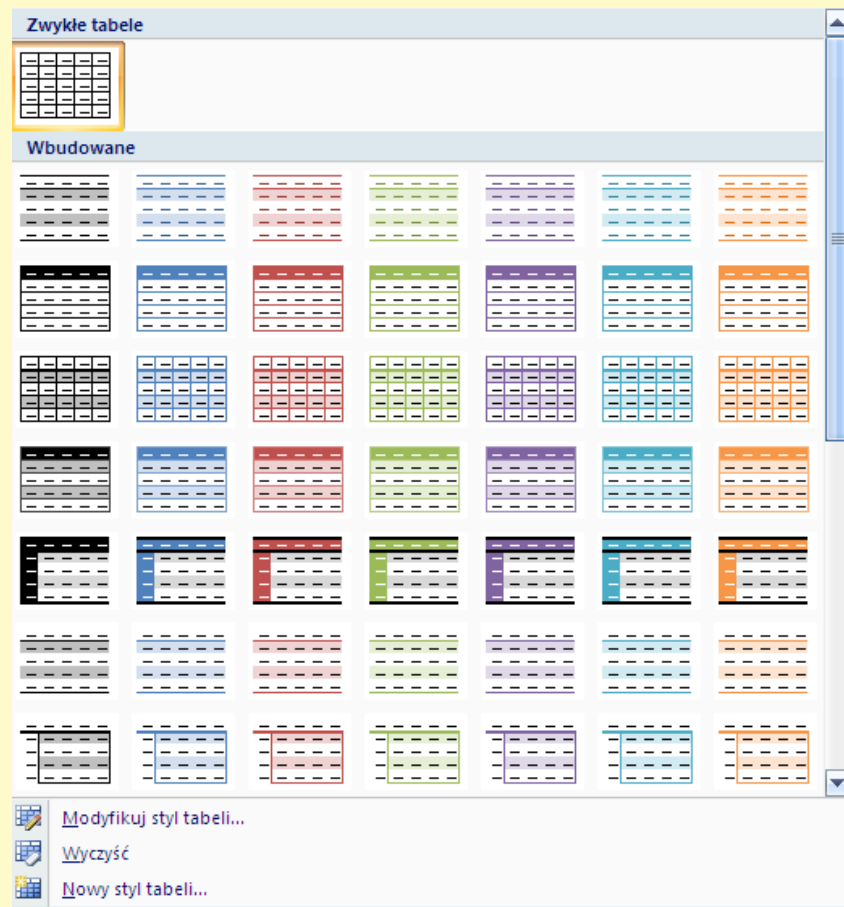 Zwykłe tabele
Wbudowane
Modyfikuj styl tabeli...
Wyczyść
Nowy styl tabeli...